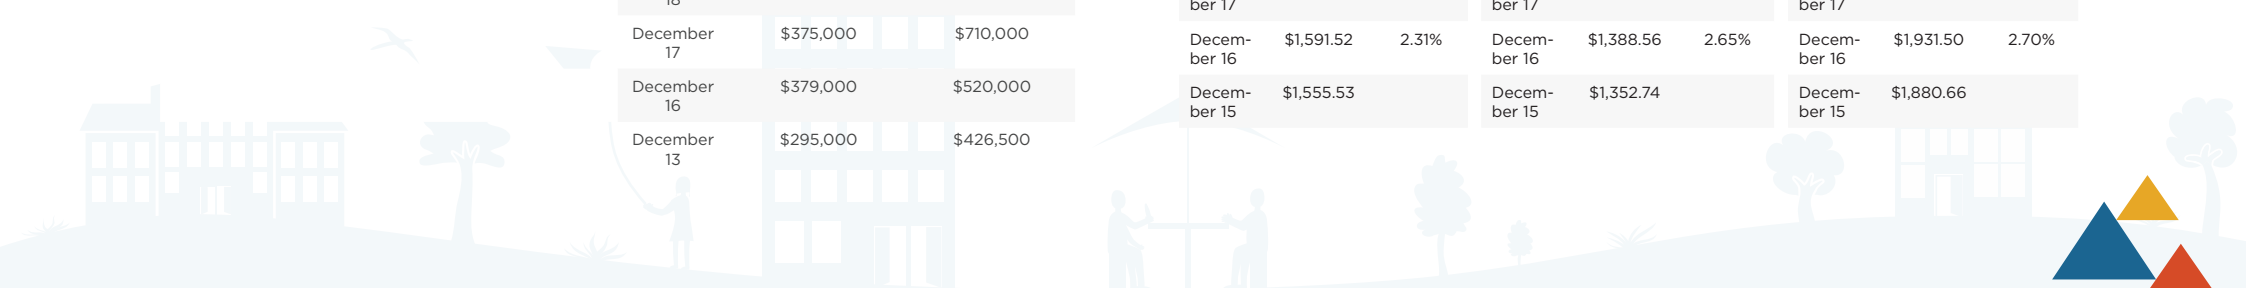 18
December $375,000 $710,000
17
December $379,000 $520,000
16
December $295,000 $426,500
13
ber 17
Decem- $1,591.52 2.31%
ber 16
Decem- $1,555.53
ber 15
ber 17
Decem- $1,388.56 2.65%
ber 16
Decem- $1,352.74
ber 15
ber 17
Decem- $1,931.50 2.70%
ber 16
Decem- $1,880.66
ber 15